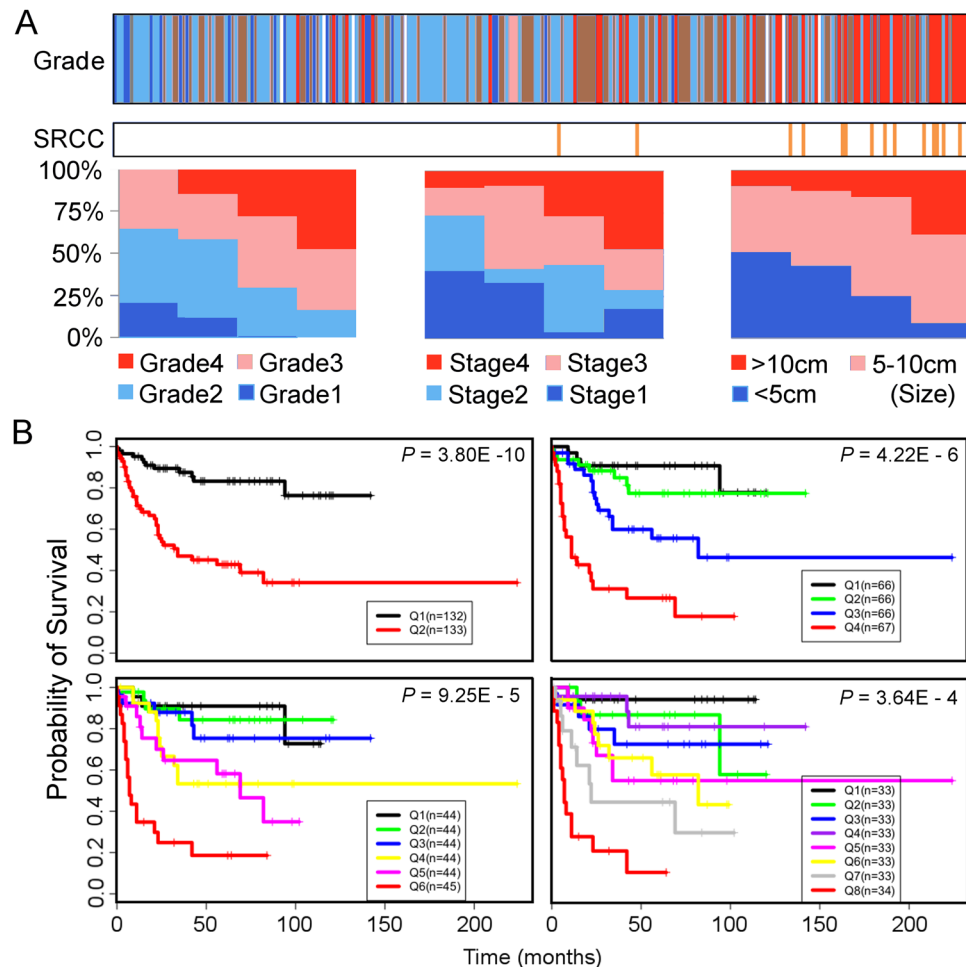 A
Grade
SRCC
100%
75%
50%
25%
0%
Grade4 Grade3
Grade2 Grade1
Stage4 Stage3
Stage2 Stage1
>10cm 5-10cm
<5cm (Size)
B
Probability of Survival
1.0
0.8
0.6
0.4
0.2
0.0
P = 3.80E -10
Q1(n=132)
Q2(n=133)
P = 4.22E - 6
Q1(n=66)
Q2(n=66)
Q3(n=66)
Q4(n=67)
1.0
0.8
0.6
0.4
0.2
0.0
P = 9.25E - 5
Q1(n=44)
Q2(n=44)
Q3(n=44)
Q4(n=44)
Q5(n=44)
Q6(n=45)
P = 3.64E - 4
Q1(n=33)
Q2(n=33)
Q3(n=33)
Q4(n=33)
Q5(n=33)
Q6(n=33)
Q7(n=33)
Q8(n=34)
0 50 100 150 200
0 50 100 150 200
Time (months)